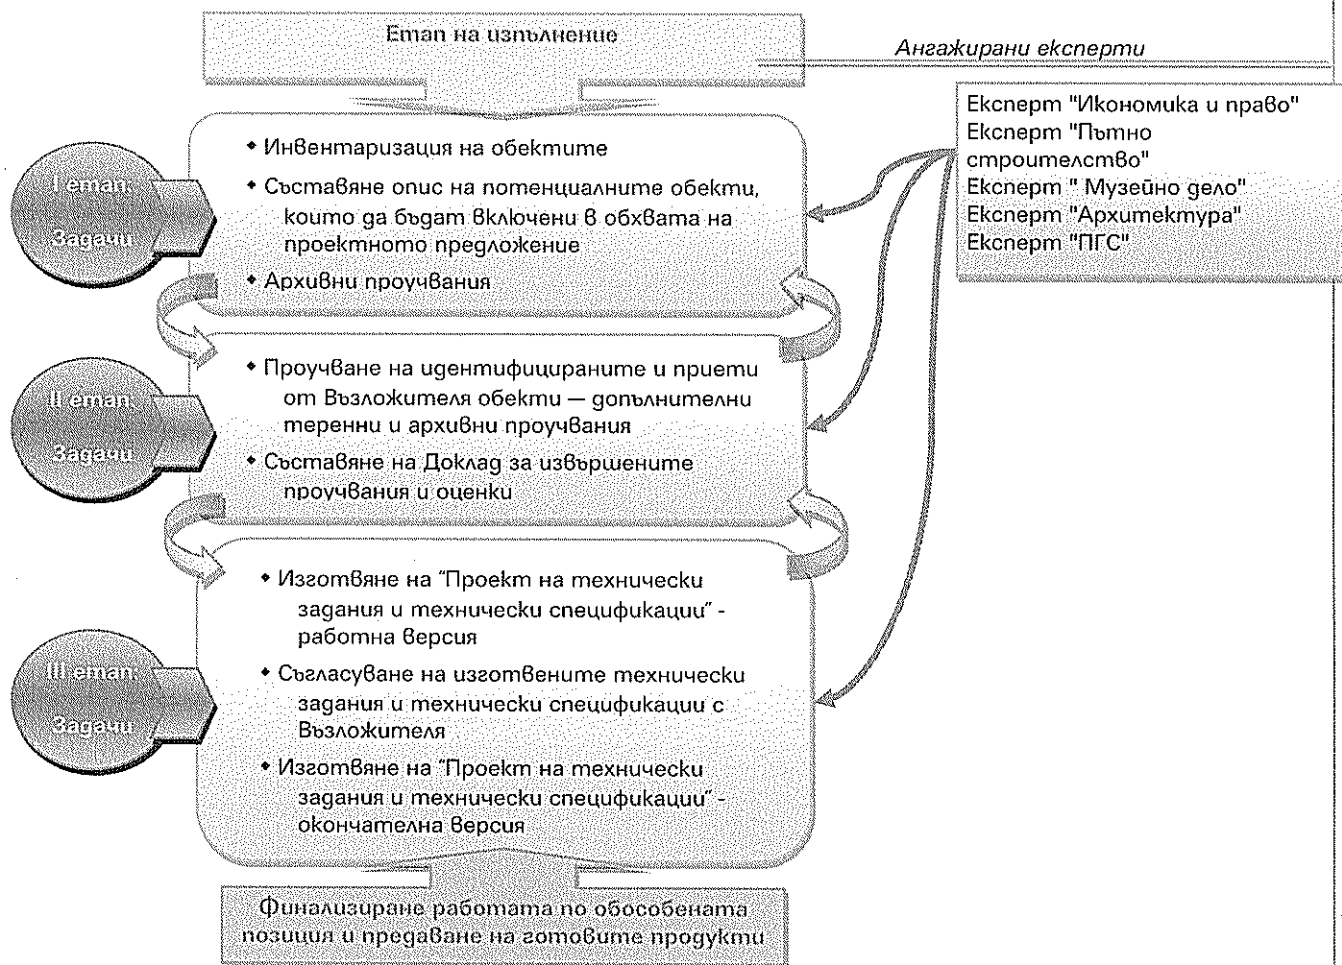 Етап на изпълнение
Ангажирани експерти
Експерт "Икономика и право"
Експерт "Пътно
строителство"
Експерт " Музейно дело"
Експерт "Архитектура"
Експерт "ПГС"
I етап:
Задачи
• Инвентаризация на обектите
• Съставяне опис на потенциалните обекти,
които да бъдат включени в обхвата на
проектното предложение
• Архивни проучвания
II етап:
Задачи
• Проучване на идентифицираните и приети
от Възложителя обекти — допълнителни
теренни и архивни проучвания
• Съставяне на Доклад за извършените
проучвания и оценки
III етап:
Задачи
• Изготвяне на "Проект на технически
задания и технически спецификации" -
работна версия
• Съгласуване на изготвените технически
задания и технически спецификации с
Възложителя
• Изготвяне на "Проект на технически
задания и технически спецификации" -
окончателна версия
Финализиране работата по обособената
позиция и предаване на готовите продукти